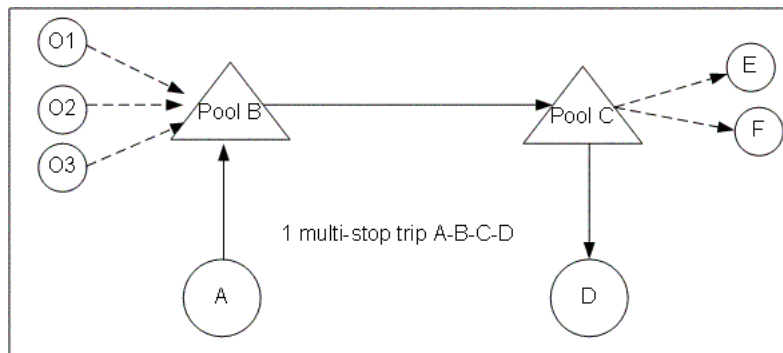 O1
E
O2
Pool B
Pool C
F
O3
1 multi-stop trip A-B-C-D
A
D